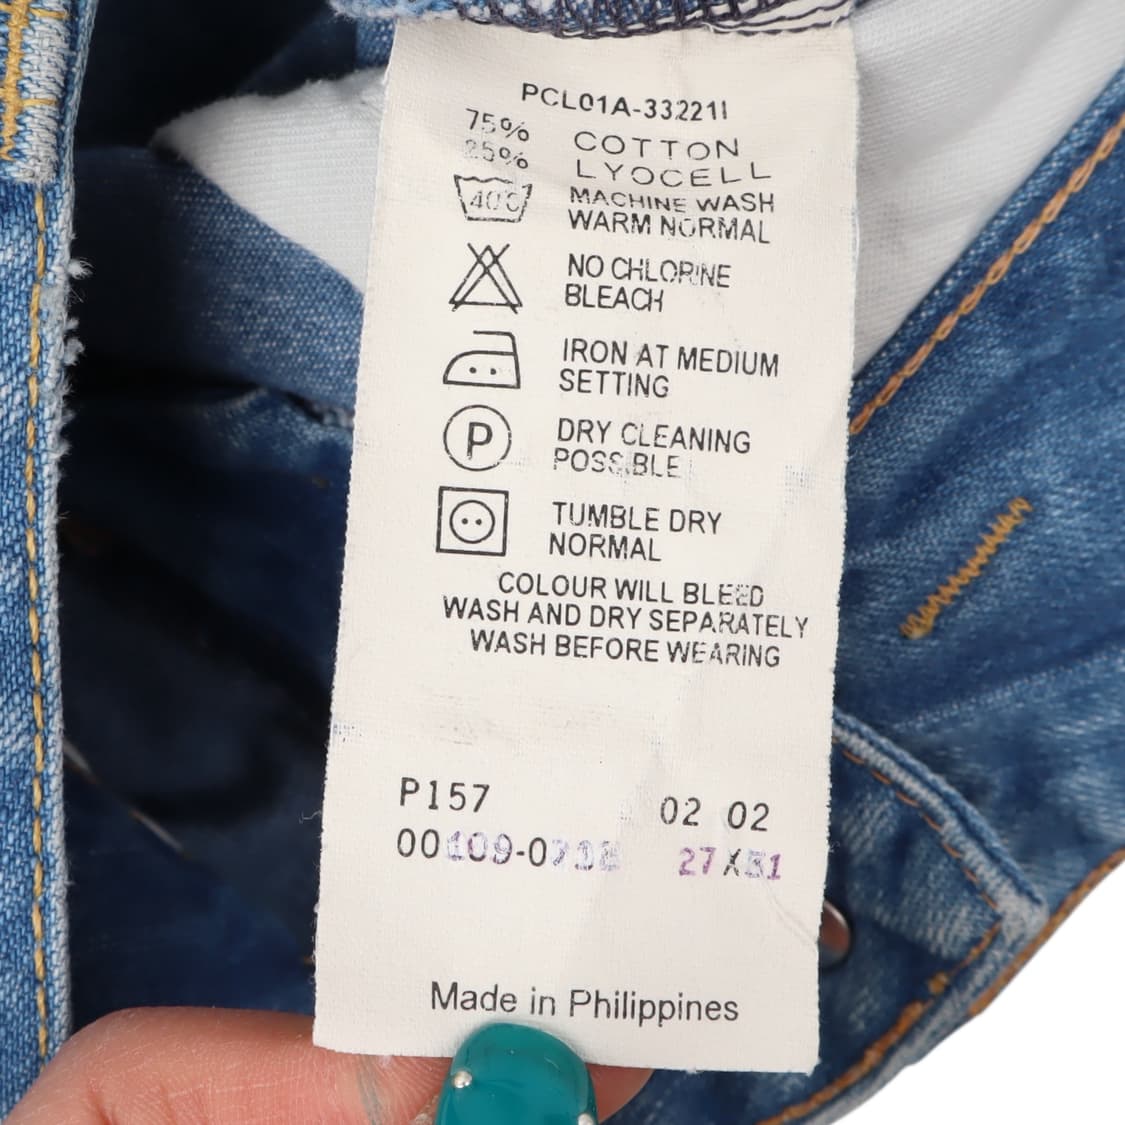 PCL01A-33221I
75% COTTON
25% LYOCELL
40°C MACHINE WASH
WARM NORMAL
NO CHLORINE
BLEACH
IRON AT MEDIUM
SETTING
P DRY CLEANING
POSSIBLE
TUMBLE DRY
NORMAL
COLOUR WILL BLEED
WASH AND DRY SEPARATELY
WASH BEFORE WEARING
P157 02 02
27X31
Made in Philippines